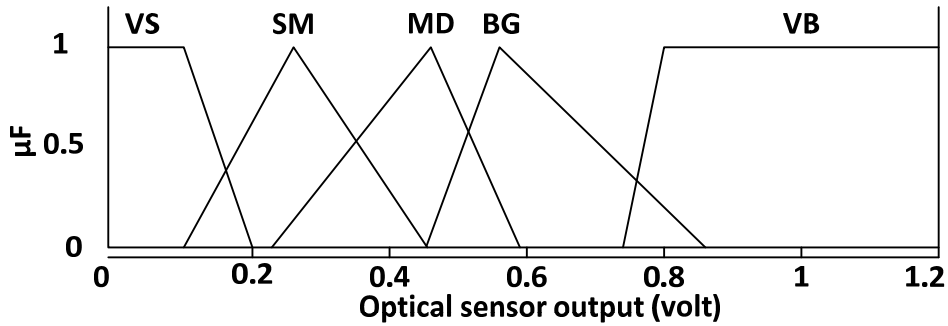 VS SM MD BG VB
1
0.5
μF
0
0 0.2 0.4 0.6 0.8 1 1.2
Optical sensor output (volt)